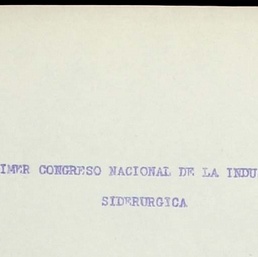 IMER CONGRESO NACIONAL DE LA INDU
SIDERURGICA